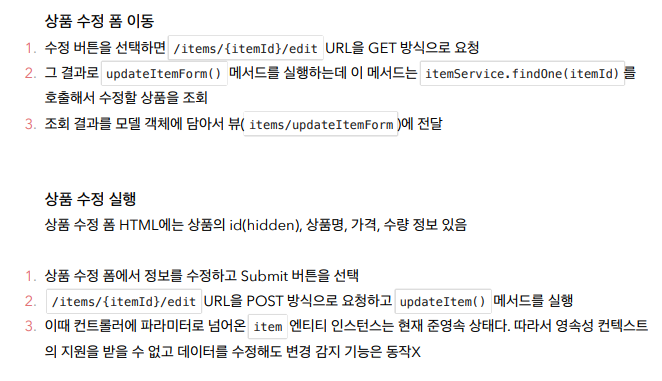 상품 수정 폼 이동
1. 수정 버튼을 선택하면 /items/{itemId}/edit URL을 GET 방식으로 요청
2. 그 결과로 updateItemForm() 메서드를 실행하는데 이 메서드는 itemService.findOne(itemId)를
호출해서 수정할 상품을 조회
3. 조회 결과를 모델 객체에 담아서 뷰(items/updateItemForm)에 전달
상품 수정 실행
상품 수정 폼 HTML에는 상품의 id(hidden), 상품명, 가격, 수량 정보 있음
1. 상품 수정 폼에서 정보를 수정하고 Submit 버튼을 선택
2. /items/{itemId}/edit URL을 POST 방식으로 요청하고 updateItem() 메서드를 실행
3. 이때 컨트롤러에 파라미터로 넘어온 item 엔티티 인스턴스는 현재 준영속 상태다. 따라서 영속성 컨텍스트
의 지원을 받을 수 없고 데이터를 수정해도 변경 감지 기능은 동작X